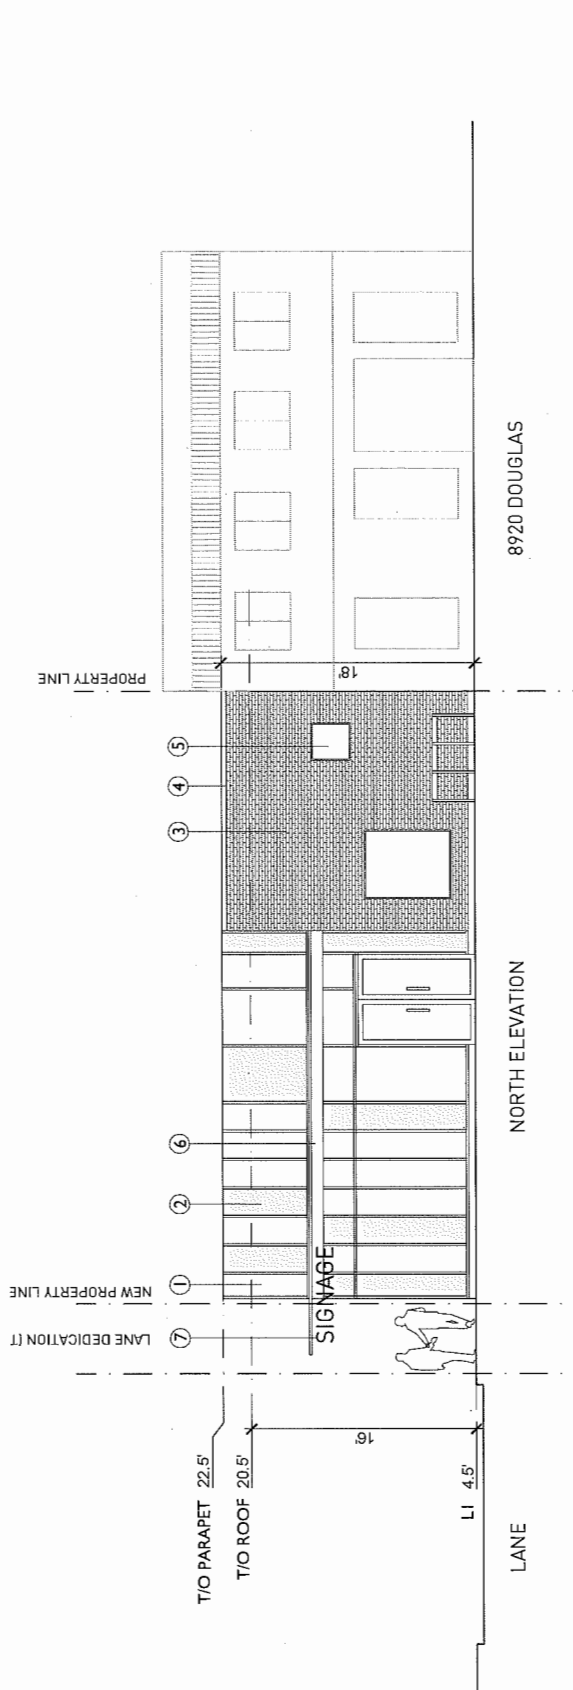 PROPERTY LINE
NEW PROPERTY LINE
LANE DEDICATION (T
7
1
2
6
3
4
5
T/O PARAPET 22.5'
T/O ROOF 20.5'
16'
18'
SIGNAGE
L1 4.5'
LANE
NORTH ELEVATION
8920 DOUGLAS